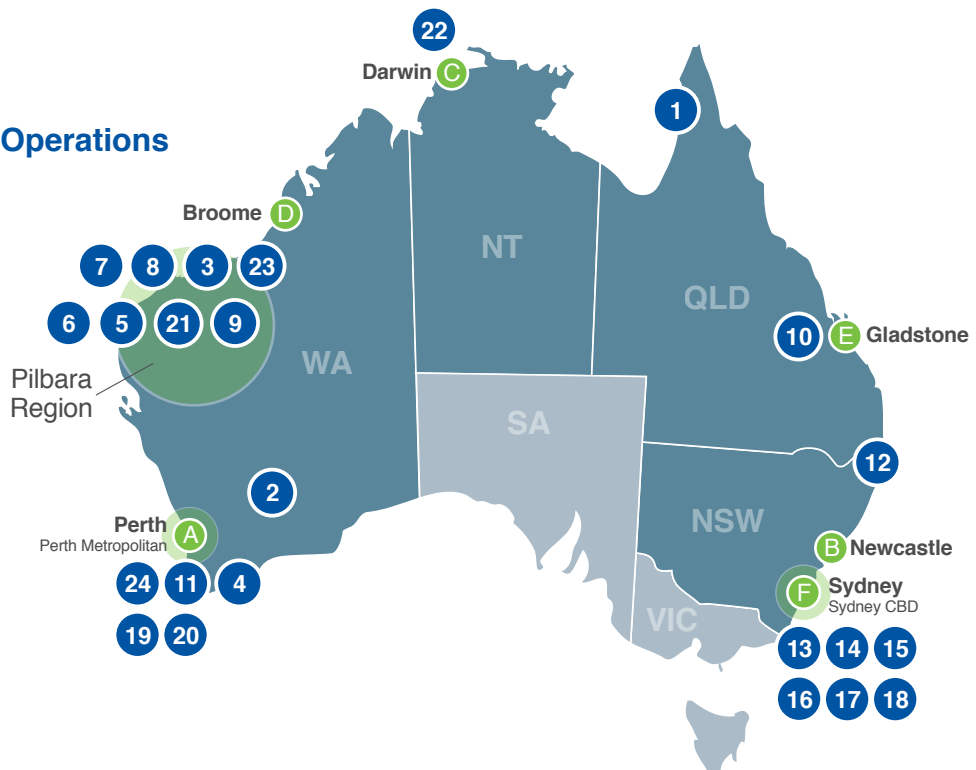 22
Darwin C
1
Operations
Broome D
NT
7 8 3 23
QLD
6 5 21 9
10 E Gladstone
WA
Pilbara
Region
SA
12
2
NSW
Perth A
Perth Metropolitan
B Newcastle
24 11 4
F Sydney
Sydney CBD
VIC
19 20
13 14 15
16 17 18